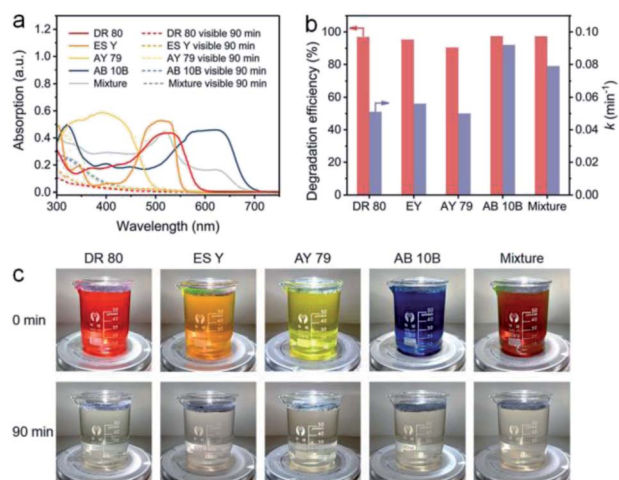 a
1.2
1.0
0.8
0.6
0.4
0.2
0.0
Absorption (a.u.)
DR 80
ES Y
AY 79
AB 10B
Mixture
DR 80 visible 90 min
ES Y visible 90 min
AY 79 visible 90 min
AB 10B visible 90 min
Mixture visible 90 min
300 400 500 600 700
Wavelength (nm)
b
Degradation efficiency (%)
100
80
60
40
20
0
0.10
0.08
0.06
0.04
0.02
0.00
k (min-1)
DR 80 EY AY 79 AB 10B Mixture
c
DR 80 ES Y AY 79 AB 10B Mixture
0 min
90 min